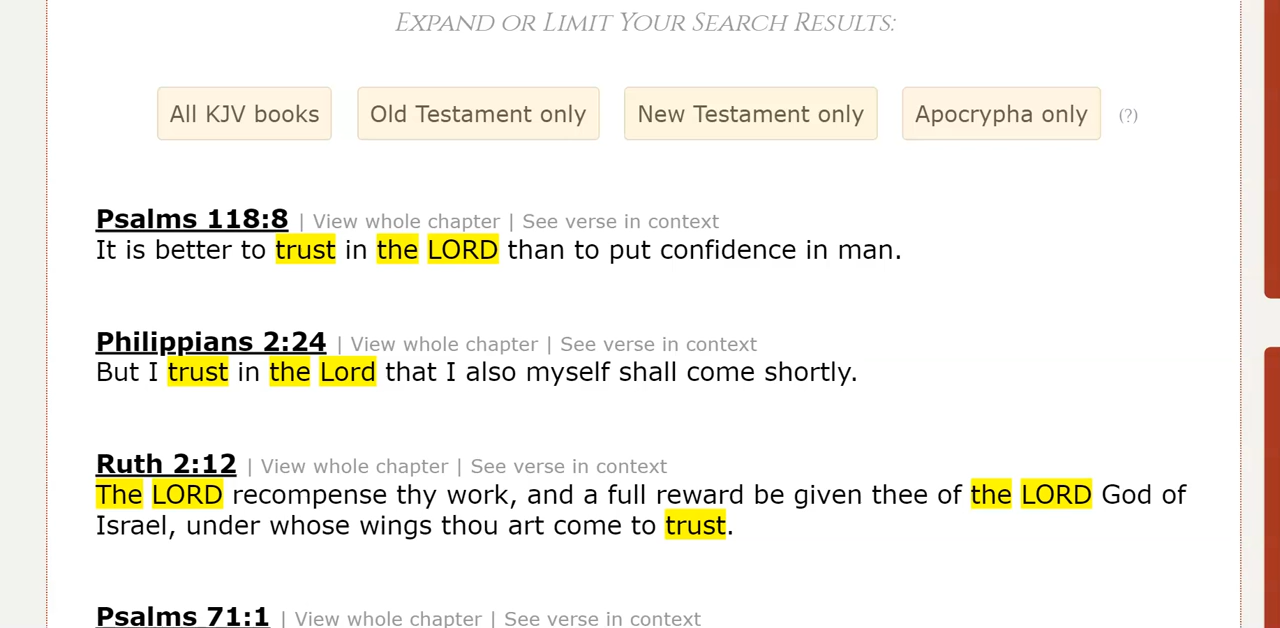 EXPAND OR LIMIT YOUR SEARCH RESULTS:
All KJV books Old Testament only New Testament only Apocrypha only (?)
Psalms 118:8 | View whole chapter | See verse in context
It is better to trust in the LORD than to put confidence in man.
Philippians 2:24 | View whole chapter | See verse in context
But I trust in the Lord that I also myself shall come shortly.
Ruth 2:12 | View whole chapter | See verse in context
The LORD recompense thy work, and a full reward be given thee of the LORD God of
Israel, under whose wings thou art come to trust.
Psalms 71:1 | View whole chapter | See verse in context